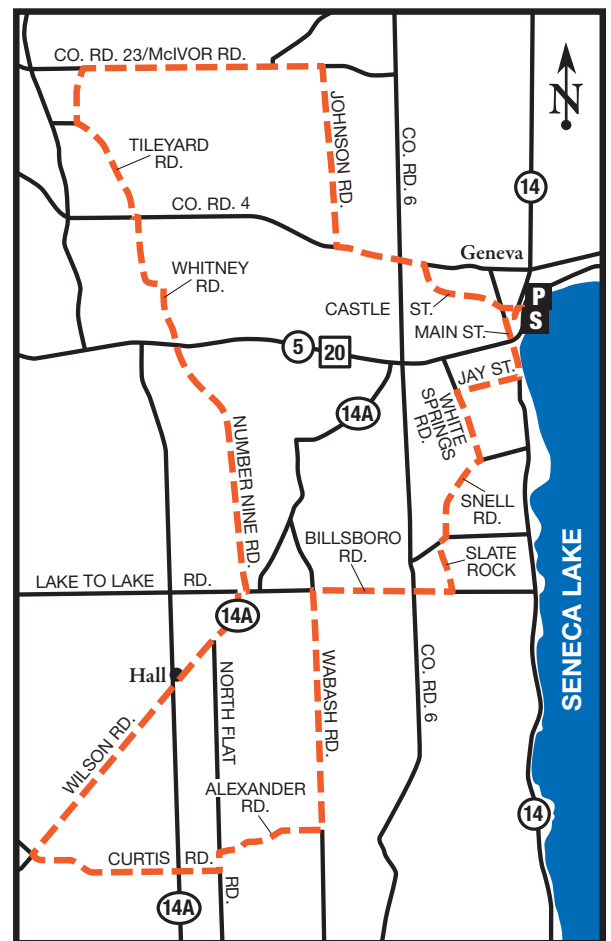 CO. RD. 23/McIVOR RD.
N
JOHNSON RD.
CO. RD. 6
TILEYARD
RD.
14
CO. RD. 4
Geneva
WHITNEY
RD.
P
S
CASTLE ST.
MAIN ST.
5
20
JAY ST.
14A
WHITE
SPRINGS
RD.
NUMBER NINE RD.
SNELL
RD.
BILLSBORO
RD.
SLATE
ROCK
LAKE TO LAKE RD.
14A
SENECA LAKE
Hall
NORTH FLAT
RD.
WABASH RD.
CO. RD. 6
WILSON RD.
ALEXANDER
RD.
14
CURTIS RD.
14A